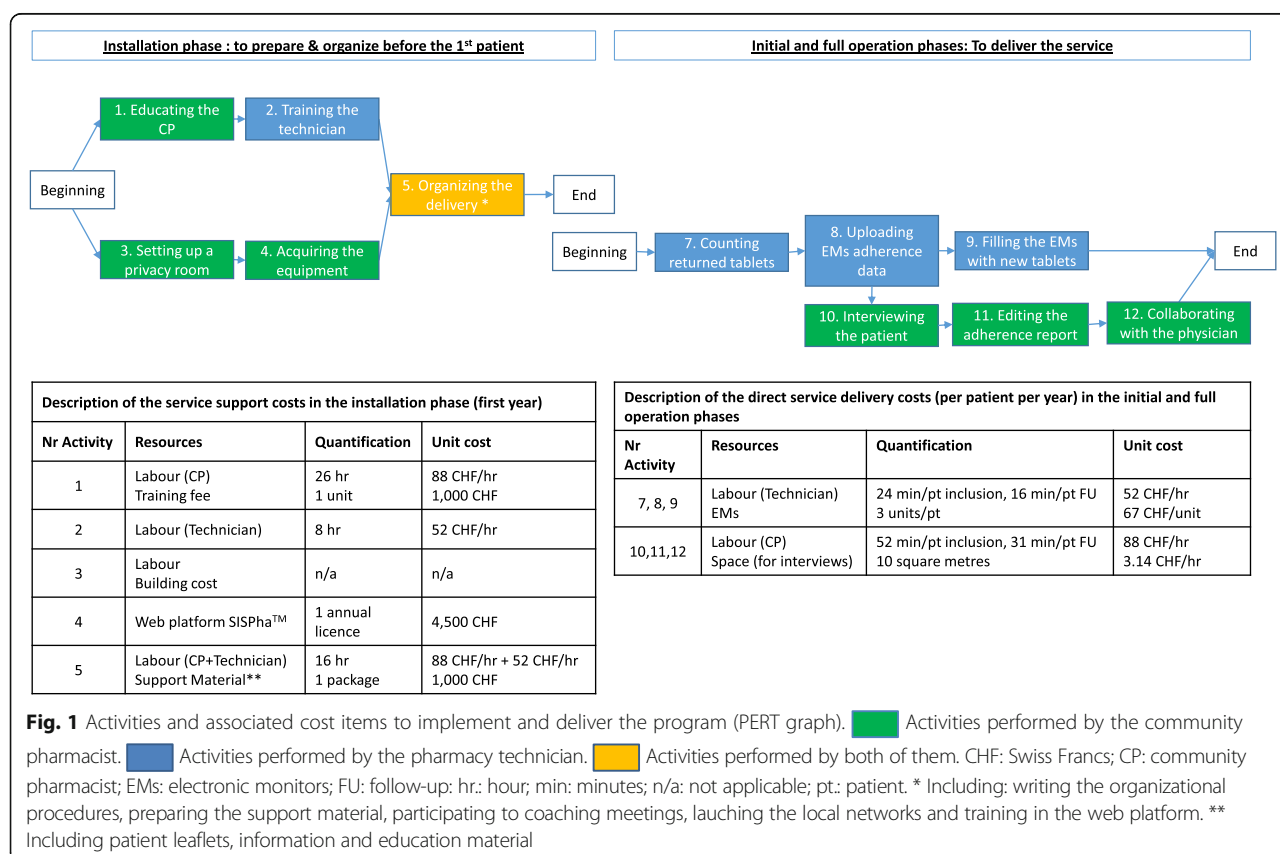 Installation phase : to prepare & organize before the 1st patient
Initial and full operation phases: To deliver the service
1. Educating the
CP
2. Training the
technician
Beginning
5. Organizing the
delivery *
End
3. Setting up a
privacy room
4. Acquiring the
equipment
Beginning
7. Counting
returned tablets
8. Uploading
EMs adherence
data
9. Filling the EMs
with new tablets
End
10. Interviewing
the patient
11. Editing the
adherence report
12. Collaborating
with the physician
Description of the service support costs in the installation phase (first year)
Nr Activity Resources Quantification Unit cost
1 Labour (CP) 26 hr 88 CHF/hr
Training fee 1 unit 1,000 CHF
2 Labour (Technician) 8 hr 52 CHF/hr
3 Labour n/a n/a
Building cost
4 Web platform SISPhaTM 1 annual 4,500 CHF
licence
5 Labour (CP+Technician) 16 hr 88 CHF/hr + 52 CHF/hr
Support Material** 1 package 1,000 CHF
Description of the direct service delivery costs (per patient per year) in the initial and full
operation phases
Nr Resources Quantification Unit cost
Activity
7, 8, 9 Labour (Technician) 24 min/pt inclusion, 16 min/pt FU 52 CHF/hr
EMs 3 units/pt 67 CHF/unit
10,11,12 Labour (CP) 52 min/pt inclusion, 31 min/pt FU 88 CHF/hr
Space (for interviews) 10 square metres 3.14 CHF/hr
Fig. 1 Activities and associated cost items to implement and deliver the program (PERT graph). Activities performed by the community
pharmacist. Activities performed by the pharmacy technician. Activities performed by both of them. CHF: Swiss Francs; CP: community
pharmacist; EMs: electronic monitors; FU: follow-up: hr.: hour; min: minutes; n/a: not applicable; pt.: patient. * Including: writing the organizational
procedures, preparing the support material, participating to coaching meetings, lauching the local networks and training in the web platform. **
Including patient leaflets, information and education material